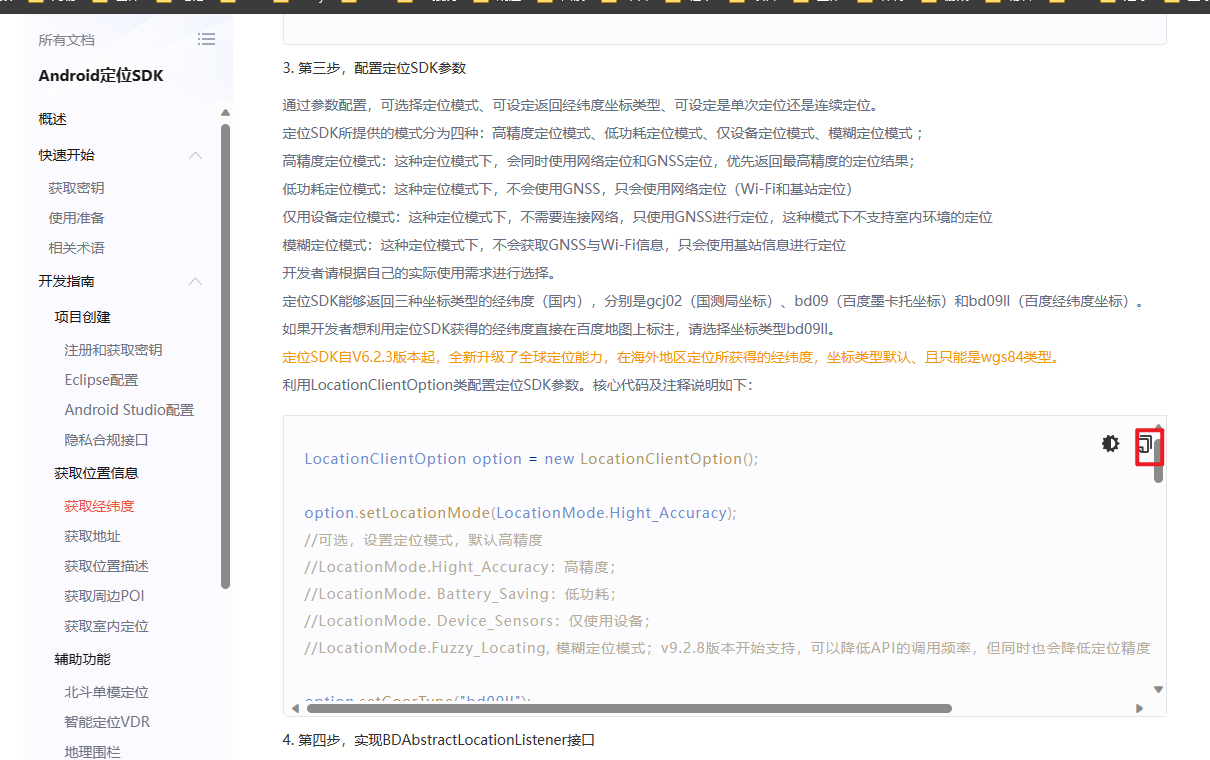 所有文档
Android定位SDK
概述
快速开始
获取密钥
使用准备
相关术语
开发指南
项目创建
注册和获取密钥
Eclipse配置
Android Studio配置
隐私合规接口
获取位置信息
获取经纬度
获取地址
获取位置描述
获取周边POI
获取室内定位
辅助功能
北斗单模定位
智能定位VDR
地理围栏
3. 第三步，配置定位SDK参数
通过参数配置，可选择定位模式、可设定返回经纬度坐标类型、可设定是单次定位还是连续定位。
定位SDK所提供的模式分为四种：高精度定位模式、低功耗定位模式、仅设备定位模式、模糊定位模式 ；
高精度定位模式：这种定位模式下，会同时使用网络定位和GNSS定位，优先返回最高精度的定位结果；
低功耗定位模式：这种定位模式下，不会使用GNSS，只会使用网络定位（Wi-Fi和基站定位）
仅用设备定位模式：这种定位模式下，不需要连接网络，只使用GNSS进行定位，这种模式下不支持室内环境的定位
模糊定位模式：这种定位模式下，不会获取GNSS与Wi-Fi信息，只会使用基站信息进行定位
开发者请根据自己的实际使用需求进行选择。
定位SDK能够返回三种坐标类型的经纬度（国内），分别是gcj02（国测局坐标）、bd09（百度墨卡托坐标）和bd09ll（百度经纬度坐标）。
如果开发者想利用定位SDK获得的经纬度直接在百度地图上标注，请选择坐标类型bd09ll。
定位SDK自V6.2.3版本起，全新升级了全球定位能力，在海外地区定位所获得的经纬度，坐标类型默认、且只能是wgs84类型。
利用LocationClientOption类配置定位SDK参数。核心代码及注释说明如下：
LocationClientOption option = new LocationClientOption();
option.setLocationMode(LocationMode.Hight_Accuracy);
//可选，设置定位模式，默认高精度
//LocationMode.Hight_Accuracy：高精度；
//LocationMode. Battery_Saving：低功耗；
//LocationMode. Device_Sensors：仅使用设备；
//LocationMode.Fuzzy_Locating, 模糊定位模式；v9.2.8版本开始支持，可以降低API的调用频率，但同时也会降低定位精度
option.setCoorType("bd09ll");
4. 第四步，实现BDAbstractLocationListener接口